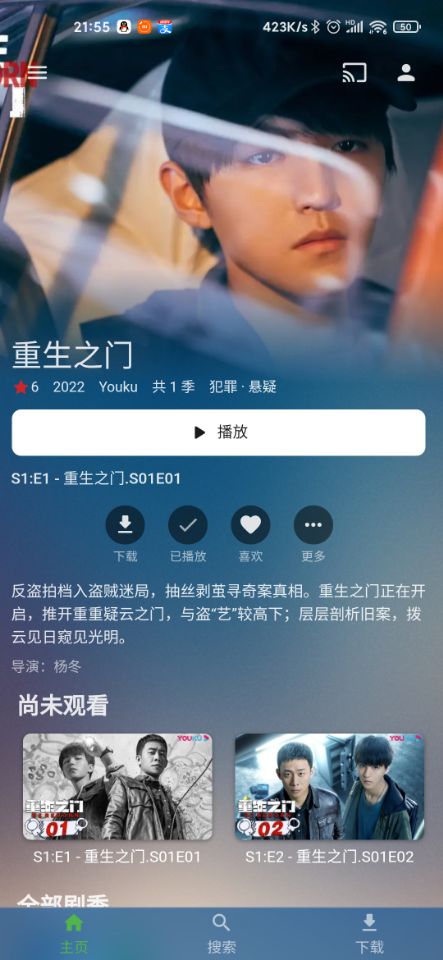 21:55
423K/s
HD
50
重生之门
6 2022 Youku 共 1 季 犯罪 · 悬疑
播放
S1:E1 - 重生之门.S01E01
下载 已播放 喜欢 更多
反盗拍档入盗贼迷局，抽丝剥茧寻奇案真相。重生之门正在开
启，推开重重疑云之门，与盗“艺”较高下；层层剖析旧案，拨
云见日窥见光明。
导演：杨冬
尚未观看
YOUKU YOUKU
重生之门 重生之门
01 02
S1:E1 - 重生之门.S01E01 S1:E2 - 重生之门.S01E02
全部剧季
主页 搜索 下载